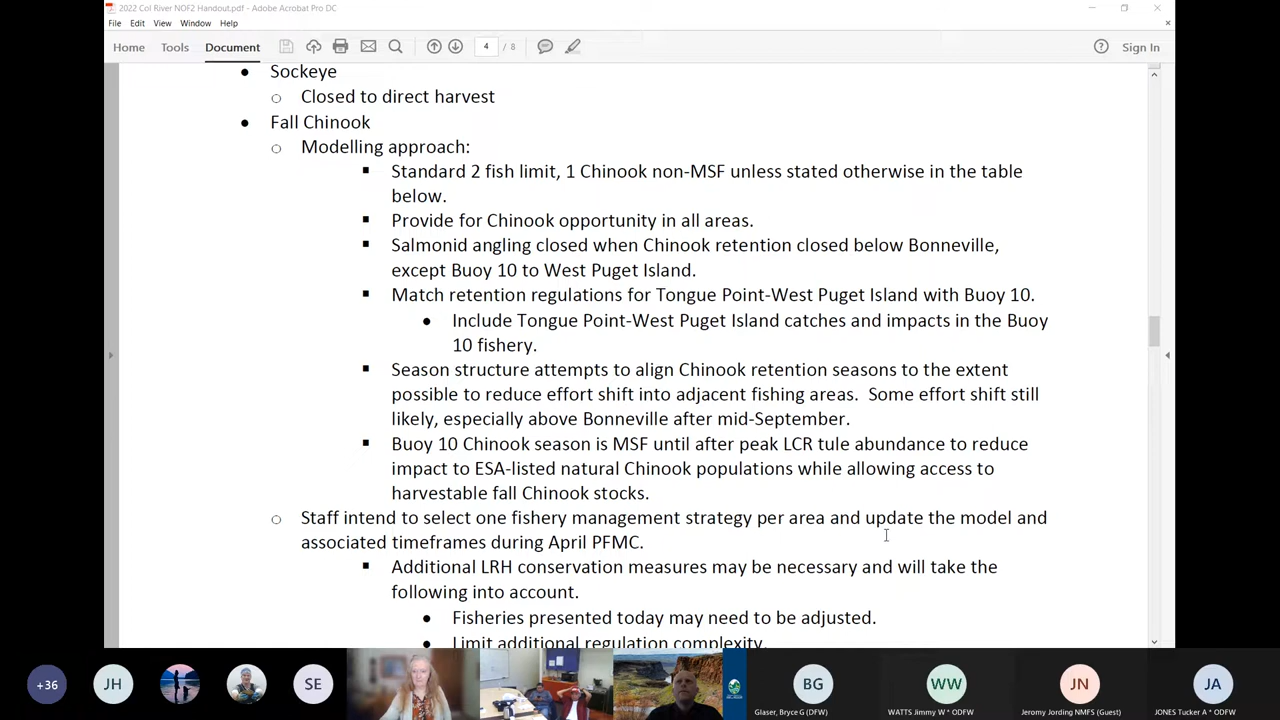 2022 Col River NOF2 Handout.pdf - Adobe Acrobat Pro DC
File Edit View Window Help
Home Tools Document 4 / 8 Sign In
Sockeye
Closed to direct harvest
Fall Chinook
Modelling approach:
Standard 2 fish limit, 1 Chinook non-MSF unless stated otherwise in the table
below.
Provide for Chinook opportunity in all areas.
Salmonid angling closed when Chinook retention closed below Bonneville,
except Buoy 10 to West Puget Island.
Match retention regulations for Tongue Point-West Puget Island with Buoy 10.
Include Tongue Point-West Puget Island catches and impacts in the Buoy
10 fishery.
Season structure attempts to align Chinook retention seasons to the extent
possible to reduce effort shift into adjacent fishing areas.  Some effort shift still
likely, especially above Bonneville after mid-September.
Buoy 10 Chinook season is MSF until after peak LCR tule abundance to reduce
impact to ESA-listed natural Chinook populations while allowing access to
harvestable fall Chinook stocks.
Staff intend to select one fishery management strategy per area and update the model and
associated timeframes during April PFMC.
Additional LRH conservation measures may be necessary and will take the
following into account.
Fisheries presented today may need to be adjusted.
Limit additional regulation complexity.
+36 JH SE BG WW JN JA
Glaser, Bryce G (DFW) WATTS Jimmy W * ODFW Jeromy Jording NMFS (Guest) JONES Tucker A * ODFW